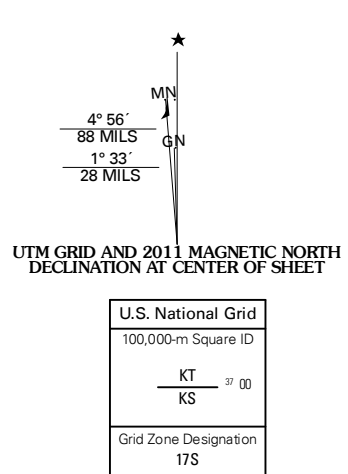 ★
MN
4° 56´
88 MILS
GN
1° 33´
28 MILS
UTM GRID AND 2011 MAGNETIC NORTH
DECLINATION AT CENTER OF SHEET
U.S. National Grid
100,000-m Square ID
KT
37 00
KS
Grid Zone Designation
17S